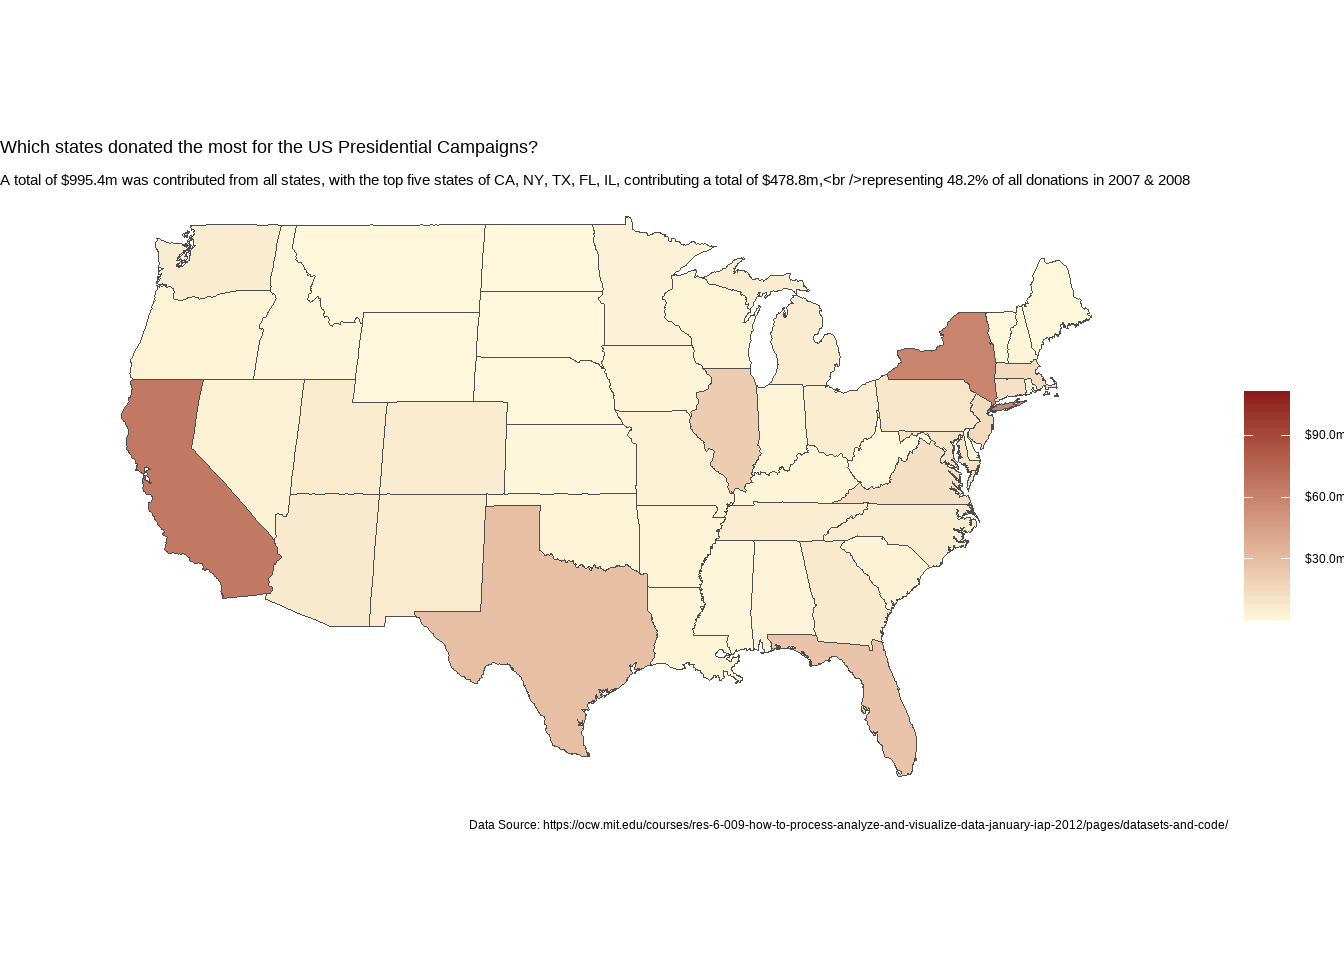 Which states donated the most for the US Presidential Campaigns?
A total of $995.4m was contributed from all states, with the top five states of CA, NY, TX, FL, IL, contributing a total of $478.8m,<br />representing 48.2% of all donations in 2007 & 2008
$90.0m
$60.0m
$30.0m
Data Source: https://ocw.mit.edu/courses/res-6-009-how-to-process-analyze-and-visualize-data-january-iap-2012/pages/datasets-and-code/